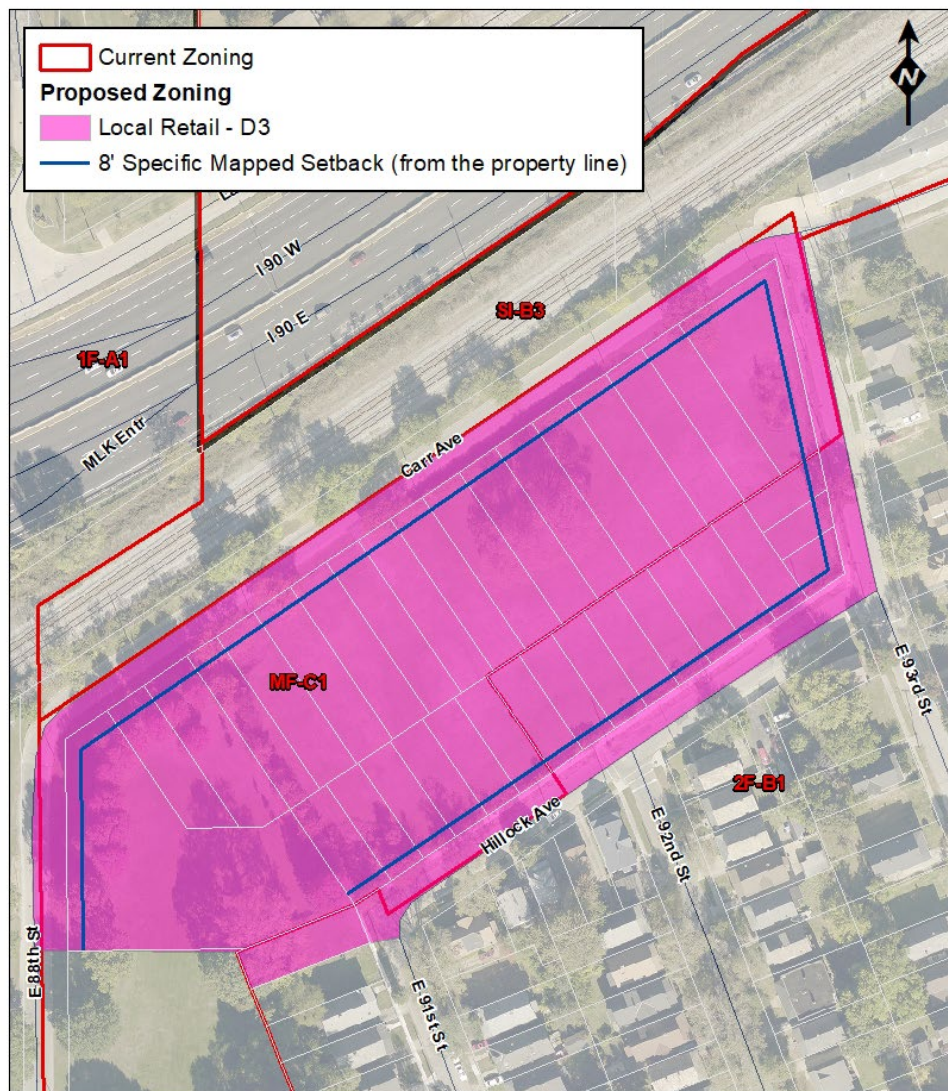 Current Zoning
Proposed Zoning
Local Retail - D3
8' Specific Mapped Setback (from the property line)
N
I 90 W
I 90 E
SI-B3
1F-A1
MLK Entr
Carr Ave
MF-C1
E 93rd St
2F-B1
Hillock Ave
E 92nd St
E 88th St
E 91st St